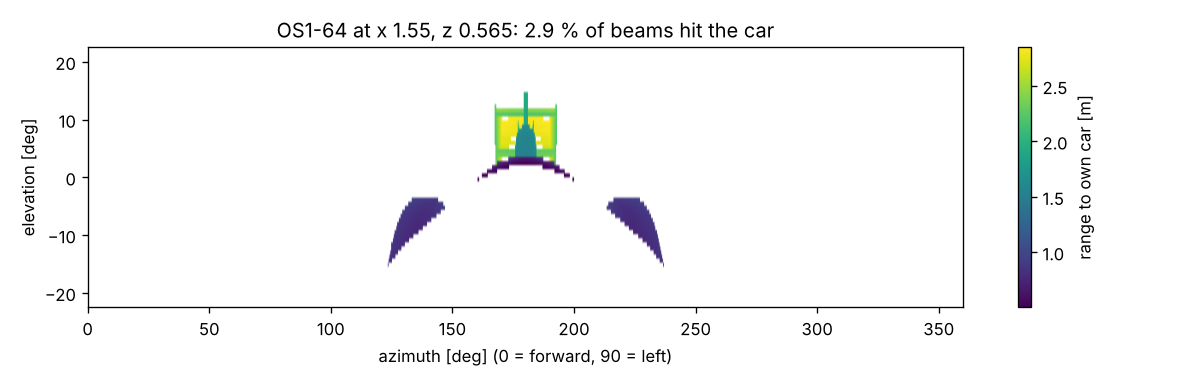 OS1-64 at x 1.55, z 0.565: 2.9 % of beams hit the car
20
10
0
−10
−20
elevation [deg]
0 50 100 150 200 250 300 350
azimuth [deg] (0 = forward, 90 = left)
2.5
2.0
1.5
1.0
range to own car [m]